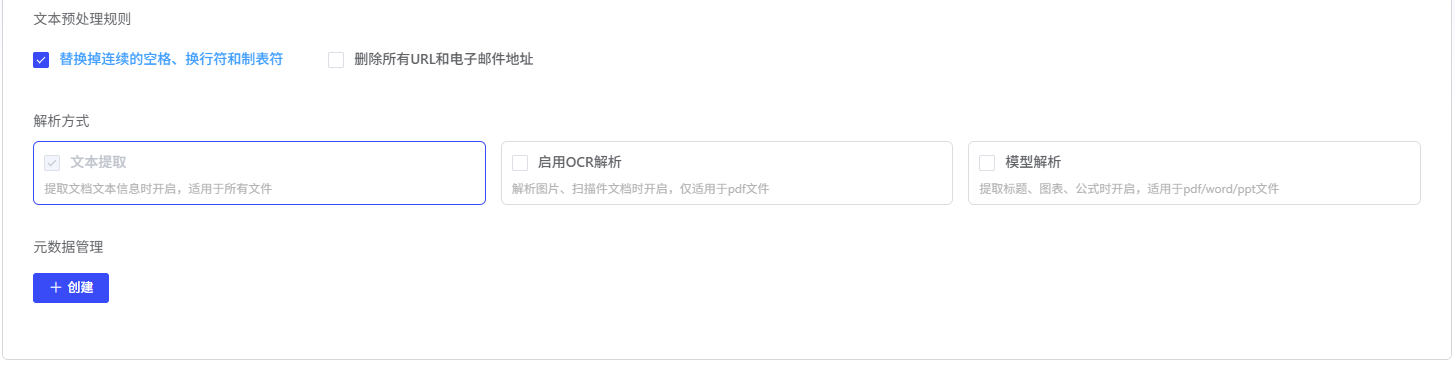 文本预处理规则
替换掉连续的空格、换行符和制表符 删除所有URL和电子邮件地址
解析方式
文本提取 启用OCR解析 模型解析
提取文档文本信息时开启，适用于所有文件 解析图片、扫描件文档时开启，仅适用于pdf文件 提取标题、图表、公式时开启，适用于pdf/word/ppt文件
元数据管理
创建